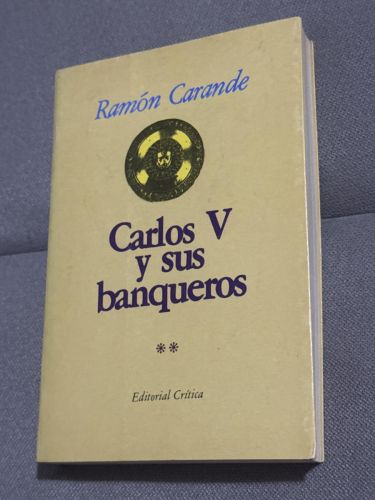 Ramón Carande
Carlos V
y sus
banqueros
**
Editorial Crítica